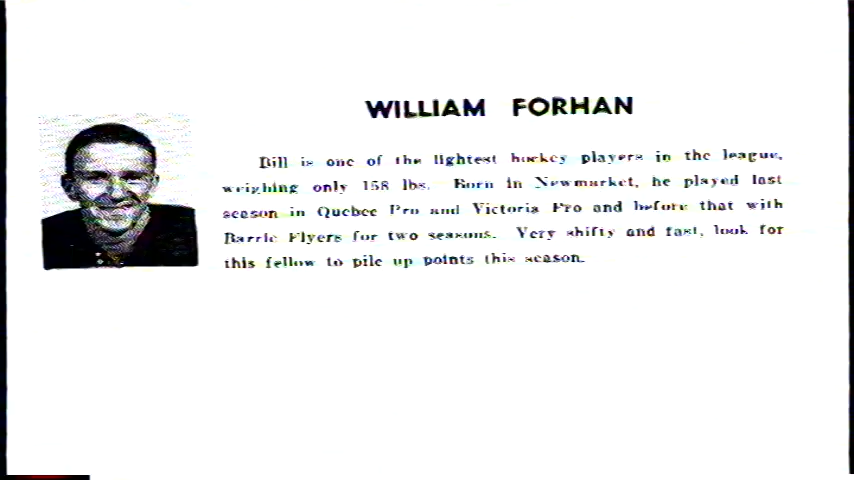 WILLIAM FORHAN
Bill is one of the lightest hockey players in the league,
weighing only 158 lbs. Born in Newmarket, he played last
season in Quebec Pro and Victoria Pro and before that with
Barrie Flyers for two seasons. Very shifty and fast, look for
this fellow to pile up points this season.